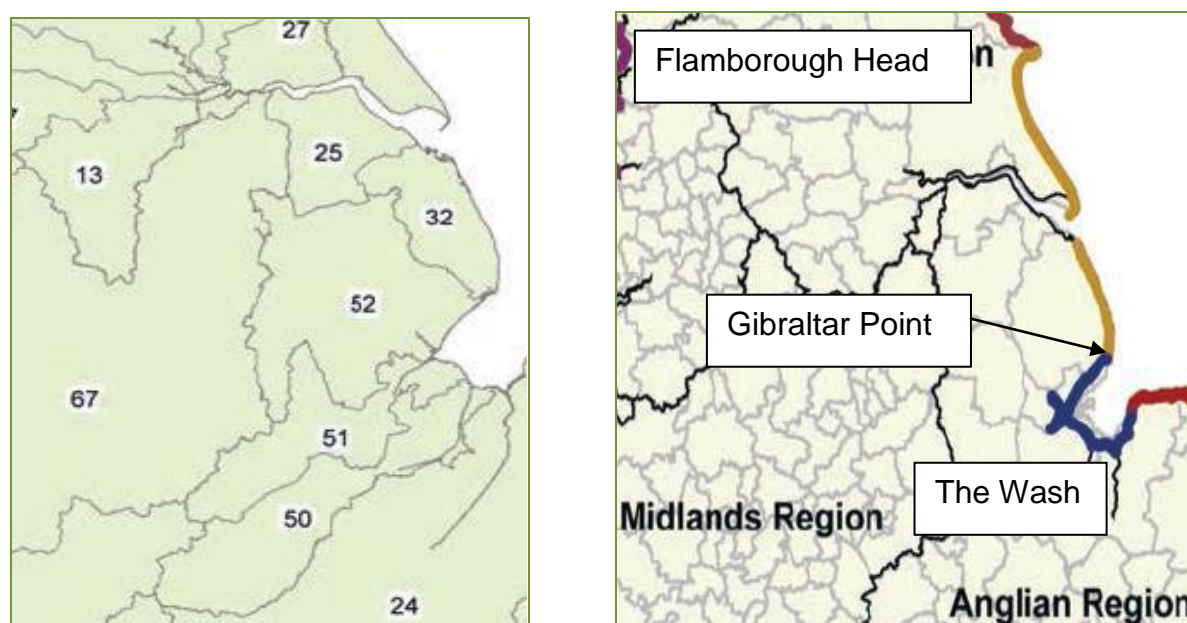 27
13
25
32
52
67
51
50
24
Flamborough Head
on
Gibraltar Point
The Wash
Midlands Region
Anglian Region